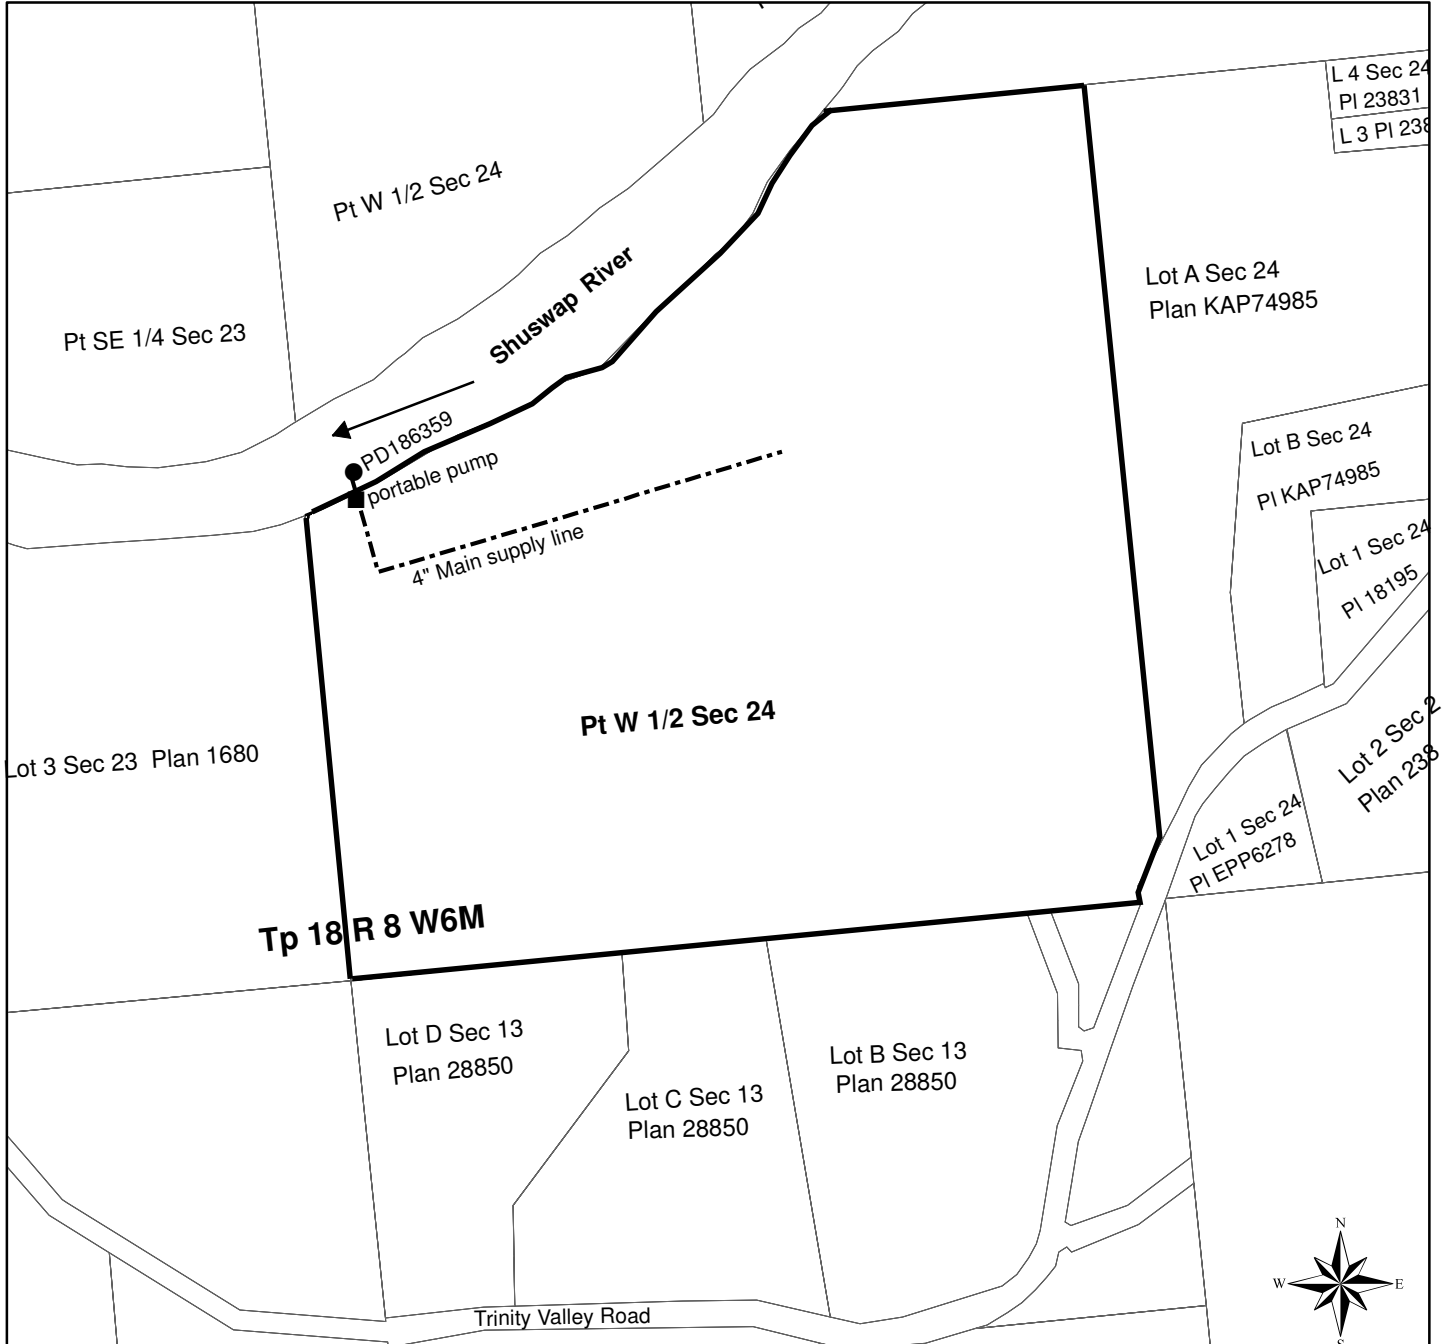 L 4 Sec 24
Pl 23831
L 3 Pl 238
Pt W 1/2 Sec 24
Shuswap River
Lot A Sec 24
Plan KAP74985
Pt SE 1/4 Sec 23
PD186359
portable pump
4" Main supply line
Lot B Sec 24
Pl KAP74985
Lot 1 Sec 24
Pl 18195
Pt W 1/2 Sec 24
Lot 3 Sec 23 Plan 1680
Lot 2 Sec 2
Plan 238
Lot 1 Sec 24
Pl EPP6278
Tp 18 R 8 W6M
Lot D Sec 13
Plan 28850
Lot C Sec 13
Plan 28850
Lot B Sec 13
Plan 28850
Trinity Valley Road
N
W
E
S